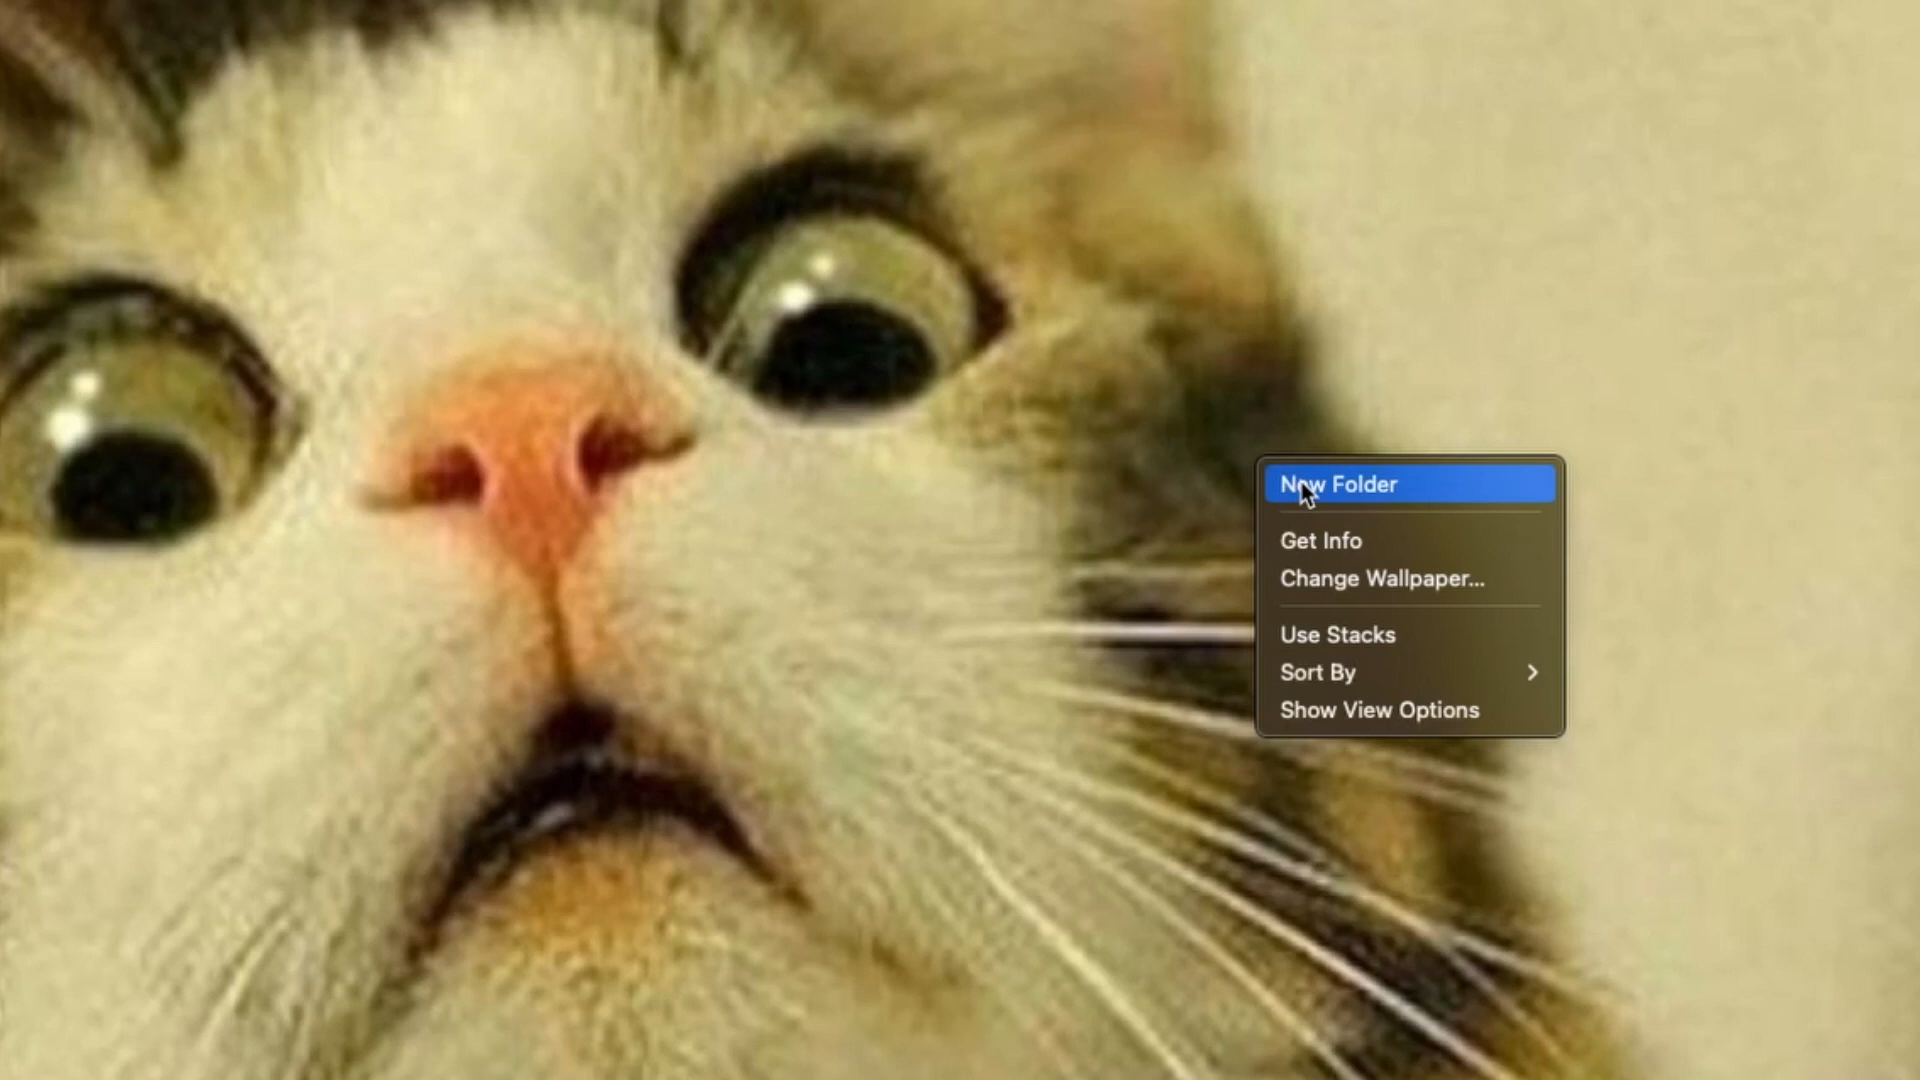 New Folder
Get Info
Change Wallpaper...
Use Stacks
Sort By
Show View Options